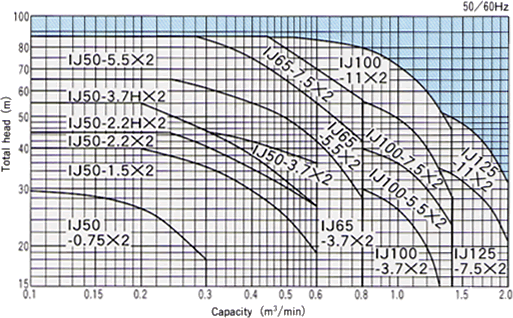 50/60Hz
100
80
70
60
50
40
30
20
15
Total head (m)
IJ50-5.5×2
IJ50-3.7H×2
IJ50-2.2H×2
IJ50-2.2×2
IJ50-1.5×2
IJ50
-0.75×2
IJ65-7.5×2
IJ100
-11×2
IJ65
-5.5×2
IJ50-3.7×2
IJ100-7.5×2
IJ100-5.5×2
IJ125
-11×2
IJ65
-3.7×2
IJ100
-3.7×2
IJ125
-7.5×2
0.1 0.15 0.2 0.3 0.4 0.5 0.6 0.8 1.0 1.5 2.0
Capacity (m³/min)